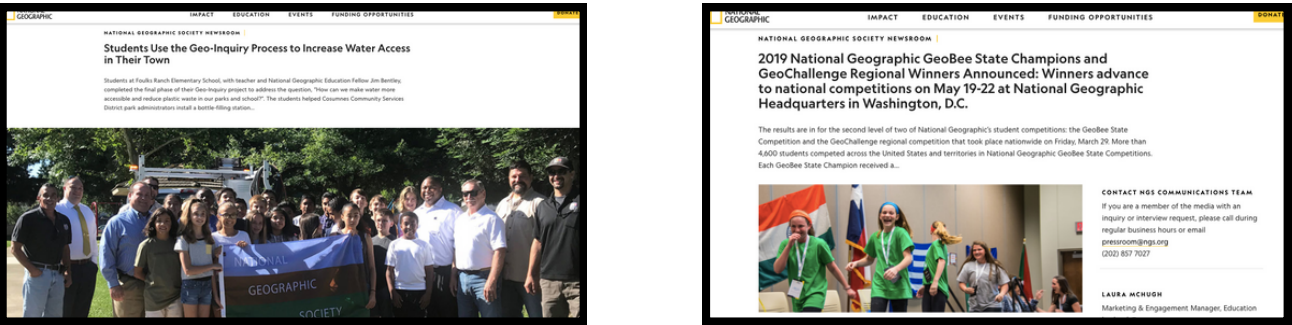 NATIONAL
GEOGRAPHIC
IMPACT EDUCATION EVENTS FUNDING OPPORTUNITIES
DONATE
NATIONAL GEOGRAPHIC SOCIETY NEWSROOM
Students Use the Geo-Inquiry Process to Increase Water Access
in Their Town
Students at Foulks Ranch Elementary School, with teacher and National Geographic Education Fellow Jim Bentley,
completed the final phase of their Geo-Inquiry project to address the question, "How can we make water more
accessible and reduce plastic waste in our parks and school?". The students helped Cosumnes Community Services
District park administrators install a bottle-filling station...
NATIONAL
GEOGRAPHIC
SOCIETY
NATIONAL
GEOGRAPHIC
IMPACT EDUCATION EVENTS FUNDING OPPORTUNITIES
DONATE
NATIONAL GEOGRAPHIC SOCIETY NEWSROOM
2019 National Geographic GeoBee State Champions and
GeoChallenge Regional Winners Announced: Winners advance
to national competitions on May 19-22 at National Geographic
Headquarters in Washington, D.C.
The results are in for the second level of two of National Geographic's student competitions: the GeoBee State
Competition and the GeoChallenge regional competition that took place nationwide on Friday, March 29. More than
4,600 students competed across the United States and territories in National Geographic GeoBee State Competitions.
Each GeoBee State Champion received a...
CONTACT NGS COMMUNICATIONS TEAM
If you are a member of the media with an
inquiry or interview request, please call during
regular business hours or email
pressroom@ngs.org
(202) 857 7027
LAURA MCHUGH
Marketing & Engagement Manager, Education